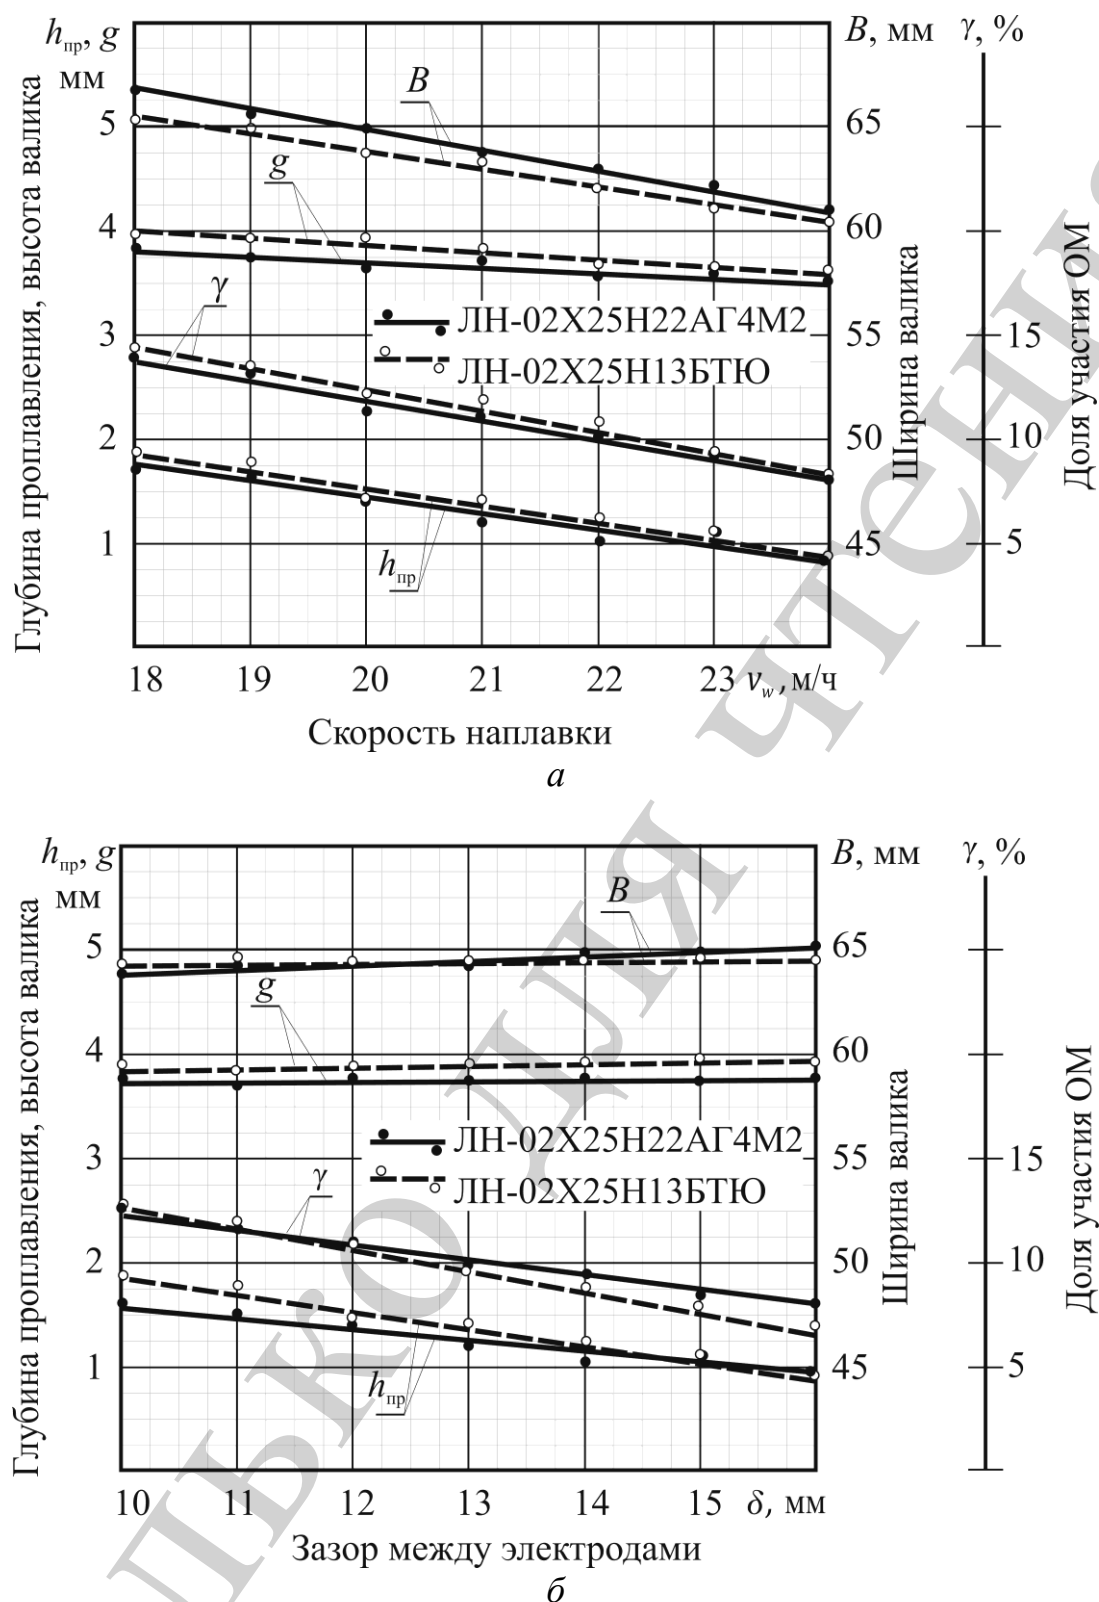 h_пр, g
мм
B, мм
γ, %
Глубина проплавления, высота валика
5
4
3
2
1
B
g
γ
h_пр
ЛН-02Х25Н22АГ4М2
ЛН-02Х25Н13БТЮ
65
60
55
50
45
Ширина валика
15
10
5
Доля участия ОМ
18 19 20 21 22 23 v_w, м/ч
Скорость наплавки
а
h_пр, g
мм
B, мм
γ, %
Глубина проплавления, высота валика
5
4
3
2
1
B
g
ЛН-02Х25Н22АГ4М2
ЛН-02Х25Н13БТЮ
γ
h_пр
65
60
55
50
45
Ширина валика
15
10
5
Доля участия ОМ
10 11 12 13 14 15 δ, мм
Зазор между электродами
б